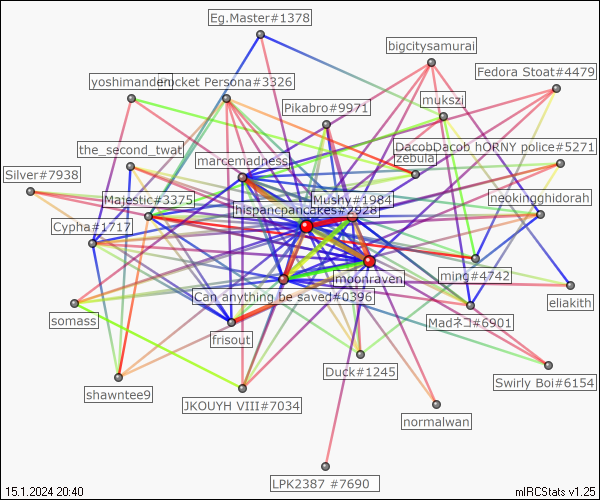 Eg.Master#1378
bigcitysamurai
Fedora Stoat#4479
yoshimanden
cket Persona#3326
mukszi
Pikabro#9971
DacobDacob hORNY police#5271
the_second_twat
zebula
marcemadness
Silver#7938
Majestic#3375
Mushy#1984
neokingghidorah
hispancpancakes#2928
Cypha#1717
ming#4742
moonraven
eliakith
Can anything be saved#0396
somass
Madネコ#6901
frisout
Duck#1245
Swirly Boi#6154
shawntee9
JKOUYH VIII#7034
normalwan
LPK2387 #7690
15.1.2024 20:40
mIRCStats v1.25